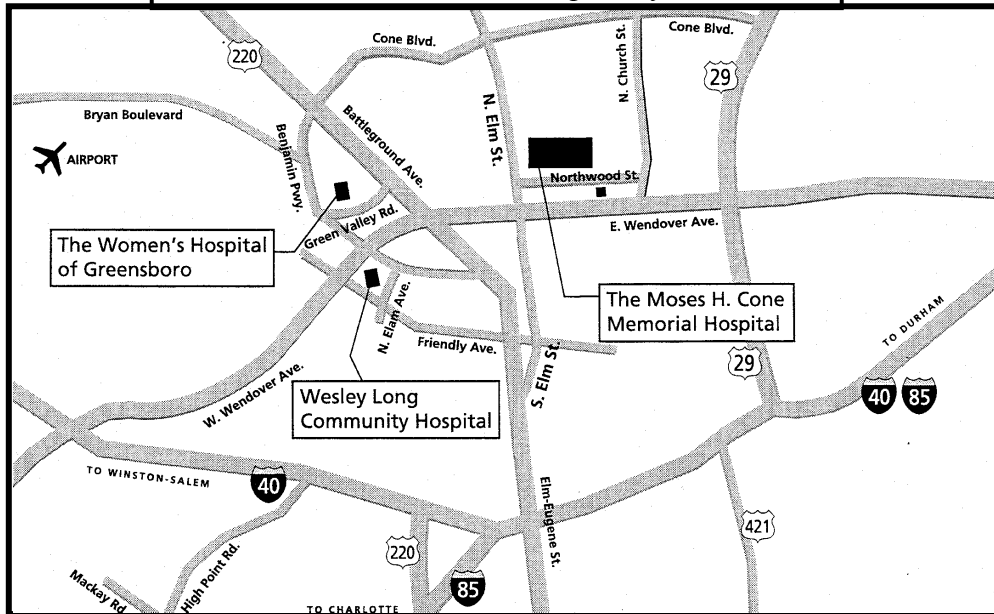 220
Cone Blvd.
Cone Blvd.
N. Church St.
29
Bryan Boulevard
Battleground Ave.
Benjamin Pwy.
N. Elm St.
AIRPORT
Northwood St.
Green Valley Rd.
E. Wendover Ave.
The Women's Hospital
of Greensboro
The Moses H. Cone
Memorial Hospital
N. Elam Ave.
Friendly Ave.
TO DURHAM
S. Elm St.
29
40 85
W. Wendover Ave.
Wesley Long
Community Hospital
TO WINSTON-SALEM
40
Elm-Eugene St.
421
220
High Point Rd.
Mackay Rd
85
TO CHARLOTTE